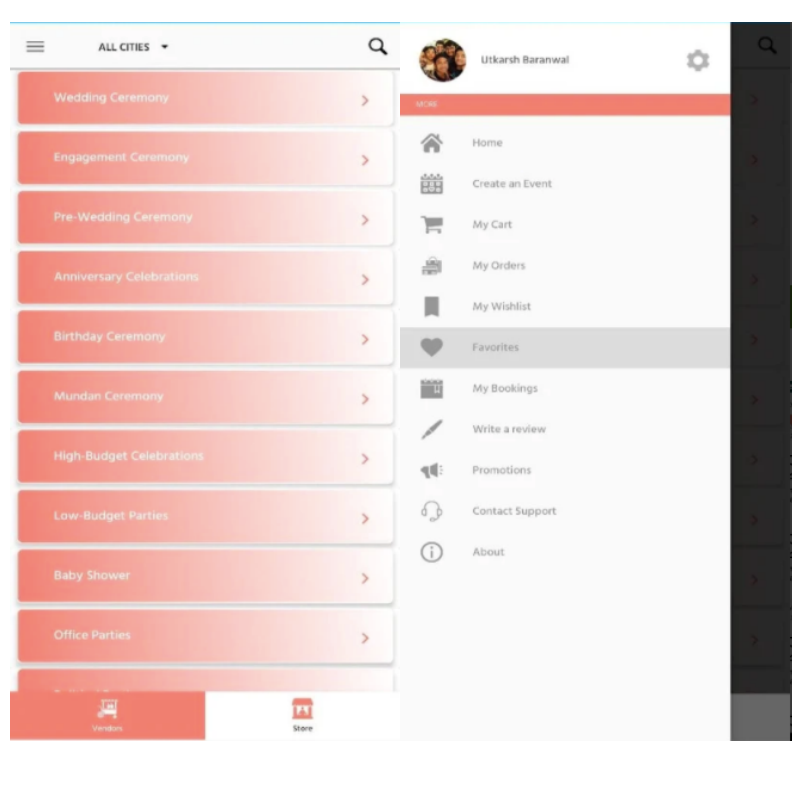 ALL CITIES
Wedding Ceremony
Engagement Ceremony
Pre-Wedding Ceremony
Anniversary Celebrations
Birthday Ceremony
Mundan Ceremony
High-Budget Celebrations
Low-Budget Parties
Baby Shower
Office Parties
Vendors
Store
Utkarsh Baranwal
MORE
Home
Create an Event
My Cart
My Orders
My Wishlist
Favorites
My Bookings
Write a review
Promotions
Contact Support
About